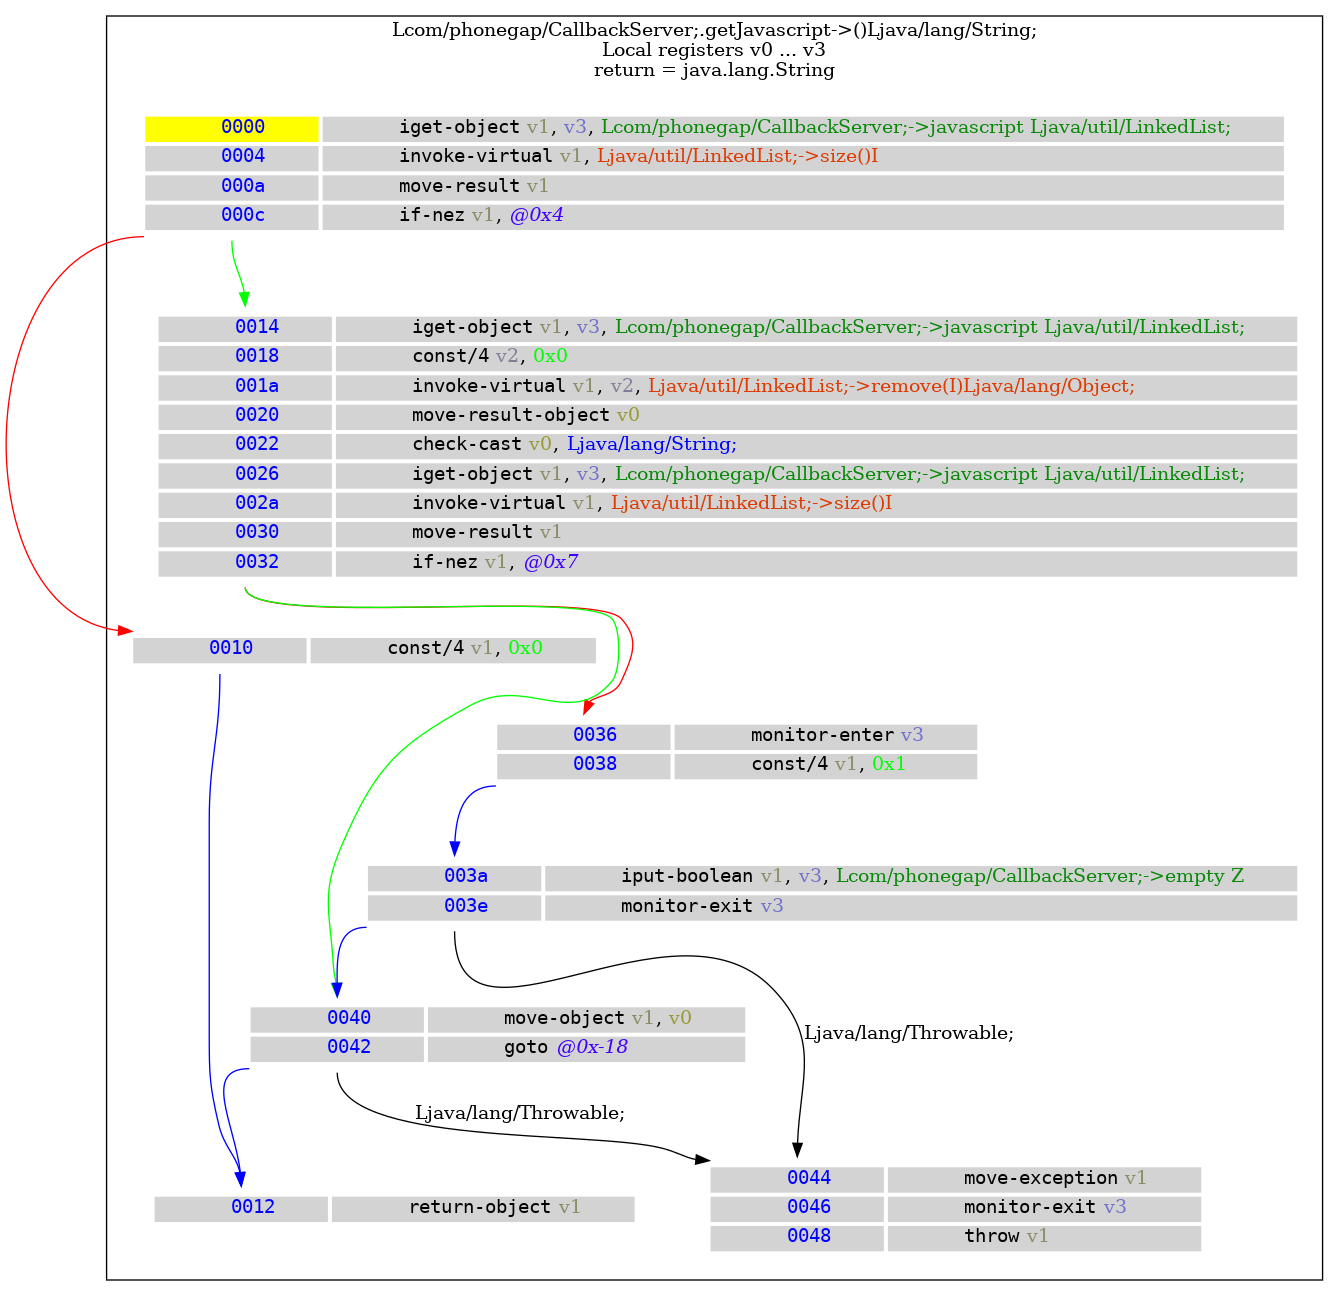 Lcom/phonegap/CallbackServer;.getJavascript->()Ljava/lang/String;
Local registers v0 ... v3
return = java.lang.String
0000 iget-object v1, v3, Lcom/phonegap/CallbackServer;->javascript Ljava/util/LinkedList;
0004 invoke-virtual v1, Ljava/util/LinkedList;->size()I
000a move-result v1
000c if-nez v1, @0x4
0014 iget-object v1, v3, Lcom/phonegap/CallbackServer;->javascript Ljava/util/LinkedList;
0018 const/4 v2, 0x0
001a invoke-virtual v1, v2, Ljava/util/LinkedList;->remove(I)Ljava/lang/Object;
0020 move-result-object v0
0022 check-cast v0, Ljava/lang/String;
0026 iget-object v1, v3, Lcom/phonegap/CallbackServer;->javascript Ljava/util/LinkedList;
002a invoke-virtual v1, Ljava/util/LinkedList;->size()I
0030 move-result v1
0032 if-nez v1, @0x7
0010 const/4 v1, 0x0
0036 monitor-enter v3
0038 const/4 v1, 0x1
003a iput-boolean v1, v3, Lcom/phonegap/CallbackServer;->empty Z
003e monitor-exit v3
0040 move-object v1, v0
0042 goto @0x-18
Ljava/lang/Throwable;
Ljava/lang/Throwable;
0044 move-exception v1
0046 monitor-exit v3
0048 throw v1
0012 return-object v1